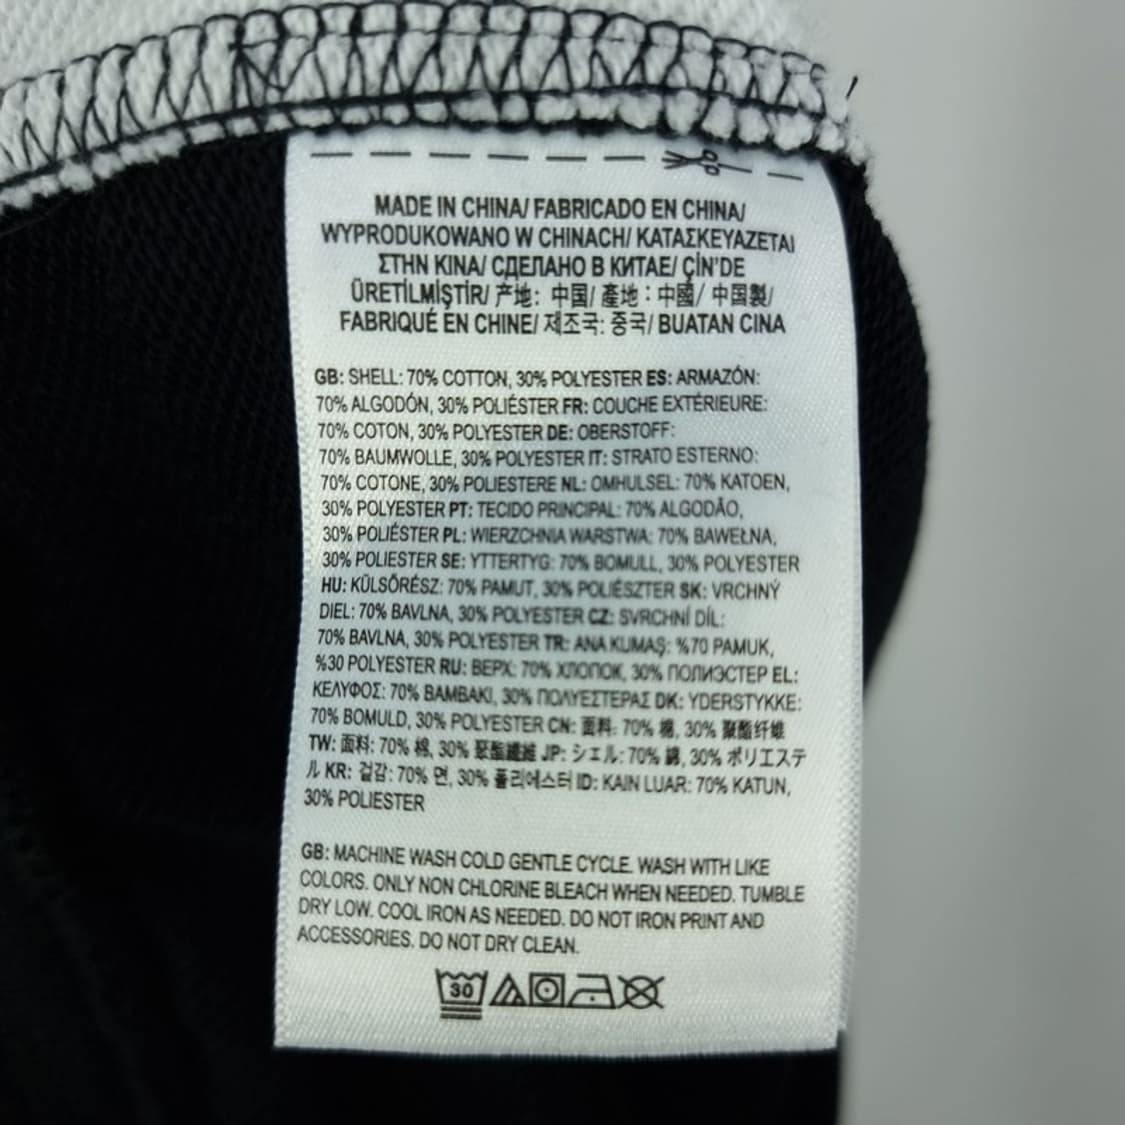 MADE IN CHINA/ FABRICADO EN CHINA/
WYPRODUKOWANO W CHINACH/ ΚΑΤΑΣΚΕΥΑΖΕΤΑΙ
ΣΤΗΝ ΚΙΝΑ/ СДЕЛАНО В КИТАЕ/ ÇİN'DE
ÜRETİLMİŞTİR/ 产地: 中国/ 產地：中國/ 中国製/
FABRIQUÉ EN CHINE/ 제조국: 중국/ BUATAN CINA
GB: SHELL: 70% COTTON, 30% POLYESTER ES: ARMAZÓN:
70% ALGODÓN, 30% POLIÉSTER FR: COUCHE EXTÉRIEURE:
70% COTON, 30% POLYESTER DE: OBERSTOFF:
70% BAUMWOLLE, 30% POLYESTER IT: STRATO ESTERNO:
70% COTONE, 30% POLIESTERE NL: OMHULSEL: 70% KATOEN,
30% POLYESTER PT: TECIDO PRINCIPAL: 70% ALGODÃO,
30% POLIÉSTER PL: WIERZCHNIA WARSTWA: 70% BAWEŁNA,
30% POLIESTER SE: YTTERTYG: 70% BOMULL, 30% POLYESTER
HU: KÜLSŐRÉSZ: 70% PAMUT, 30% POLIÉSZTER SK: VRCHNÝ
DIEL: 70% BAVLNA, 30% POLYESTER CZ: SVRCHNÍ DÍL:
70% BAVLNA, 30% POLYESTER TR: ANA KUMAŞ: %70 PAMUK,
%30 POLYESTER RU: ВЕРХ: 70% ХЛОПОК, 30% ПОЛИЭСТЕР EL:
ΚΕΛΥΦΟΣ: 70% ΒΑΜΒΑΚΙ, 30% ΠΟΛΥΕΣΤΕΡΑΣ DK: YDERSTYKKE:
70% BOMULD, 30% POLYESTER CN: 面料: 70% 棉, 30% 聚酯纤维
TW: 面料: 70% 棉, 30% 聚酯纖維 JP: シェル: 70% 綿, 30% ポリエステ
ル KR: 겉감: 70% 면, 30% 폴리에스터 ID: KAIN LUAR: 70% KATUN,
30% POLIESTER
GB: MACHINE WASH COLD GENTLE CYCLE. WASH WITH LIKE
COLORS. ONLY NON CHLORINE BLEACH WHEN NEEDED. TUMBLE
DRY LOW. COOL IRON AS NEEDED. DO NOT IRON PRINT AND
ACCESSORIES. DO NOT DRY CLEAN.
30